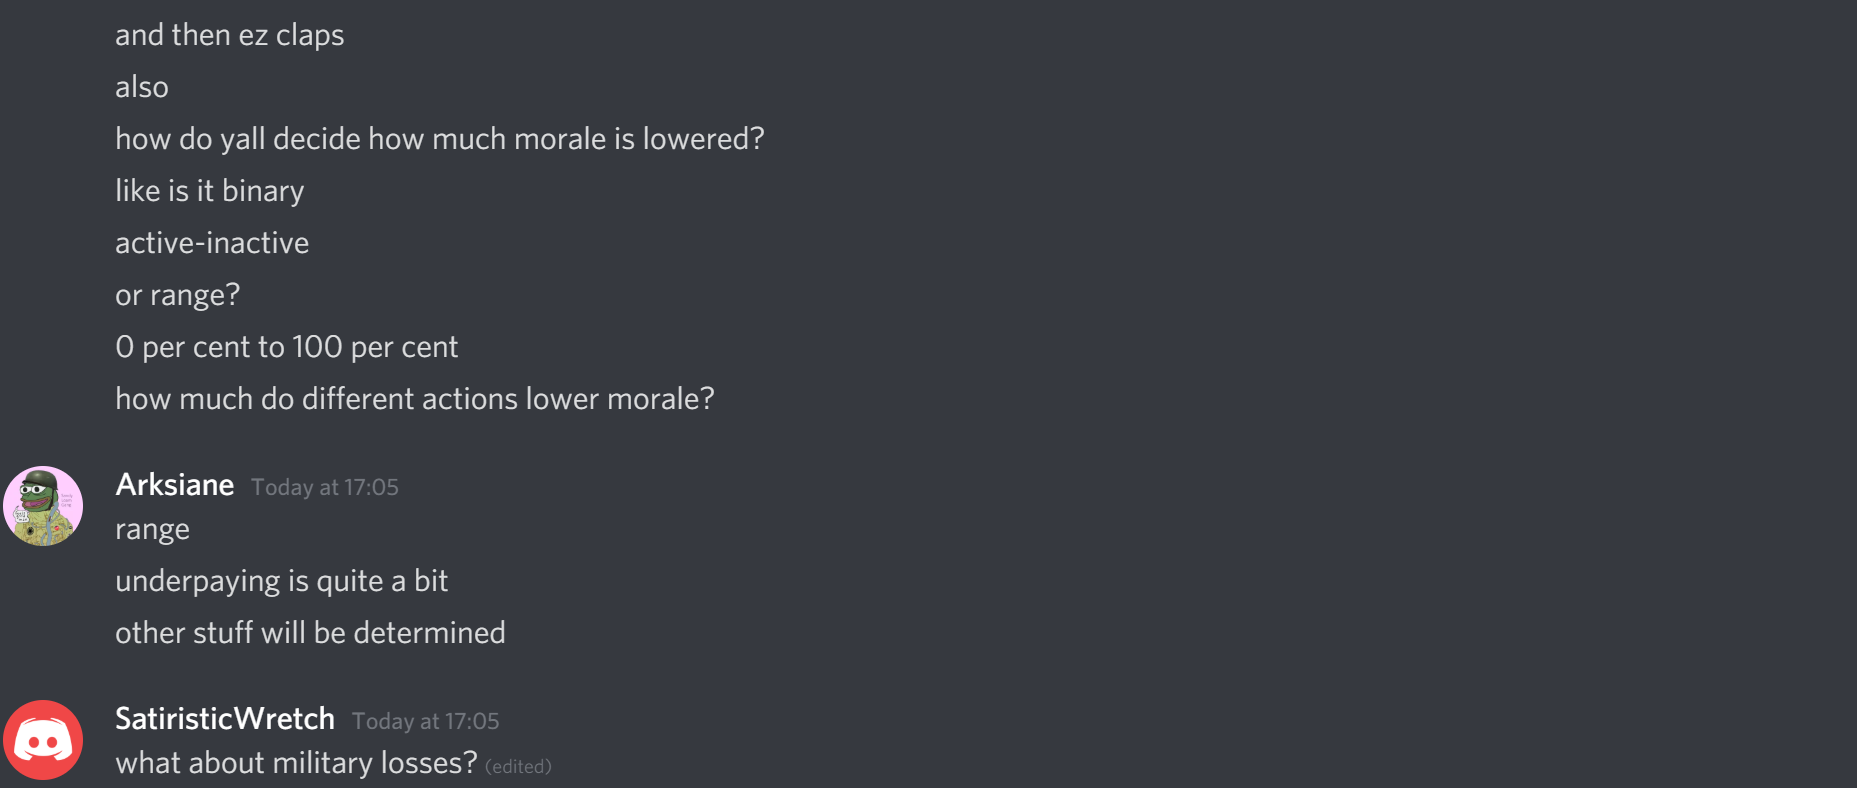 and then ez claps
also
how do yall decide how much morale is lowered?
like is it binary
active-inactive
or range?
0 per cent to 100 per cent
how much do different actions lower morale?
Arksiane Today at 17:05
range
underpaying is quite a bit
other stuff will be determined
SatiristicWretch Today at 17:05
what about military losses? (edited)